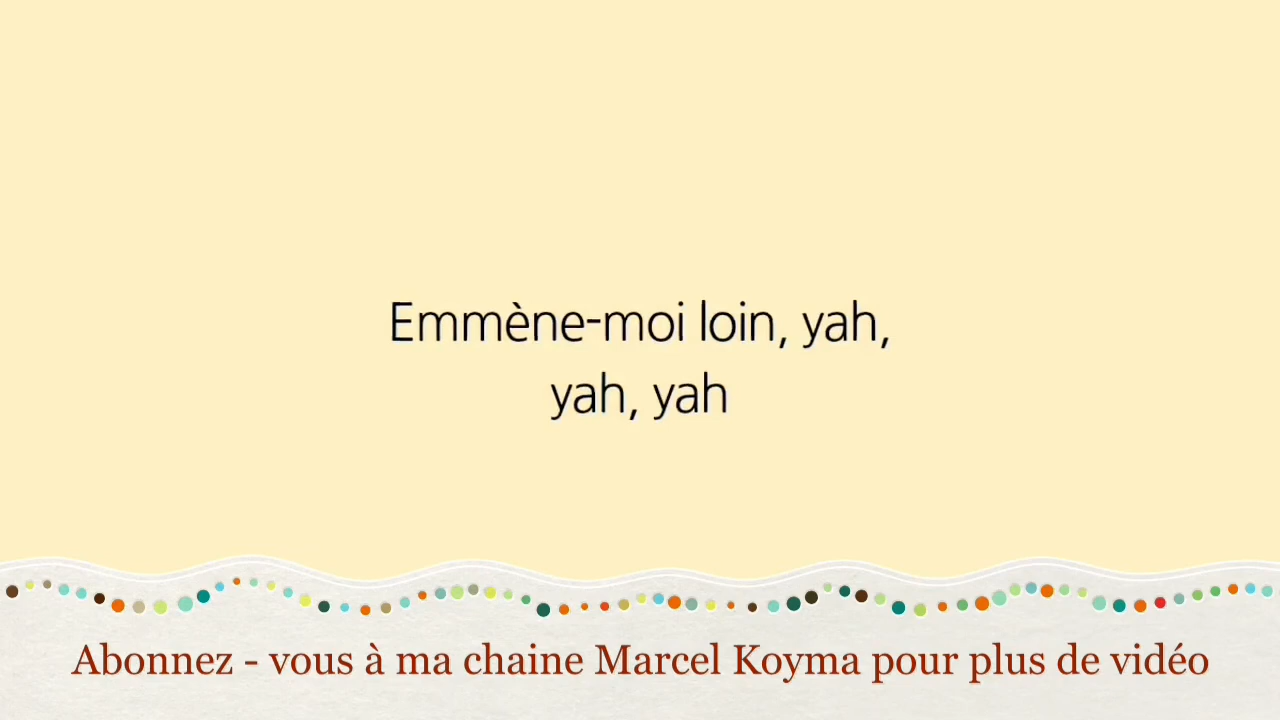 Emmène-moi loin, yah,
yah, yah
Abonnez - vous à ma chaine Marcel Koyma pour plus de vidéo